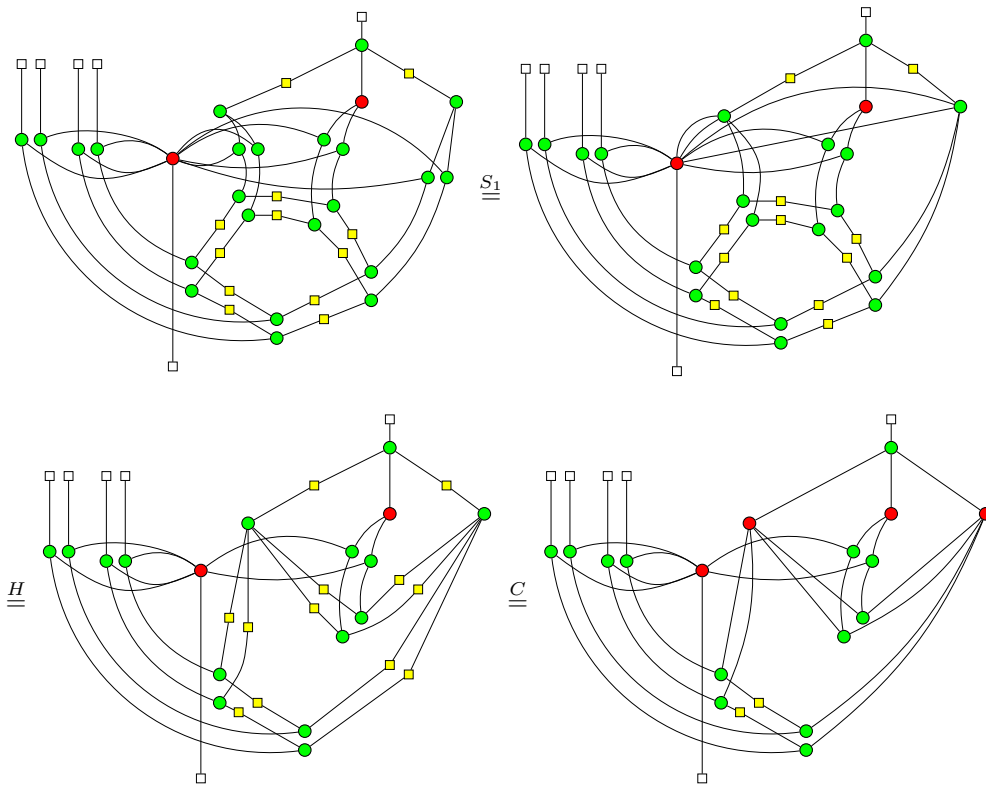 S1
=
H
=
C
=